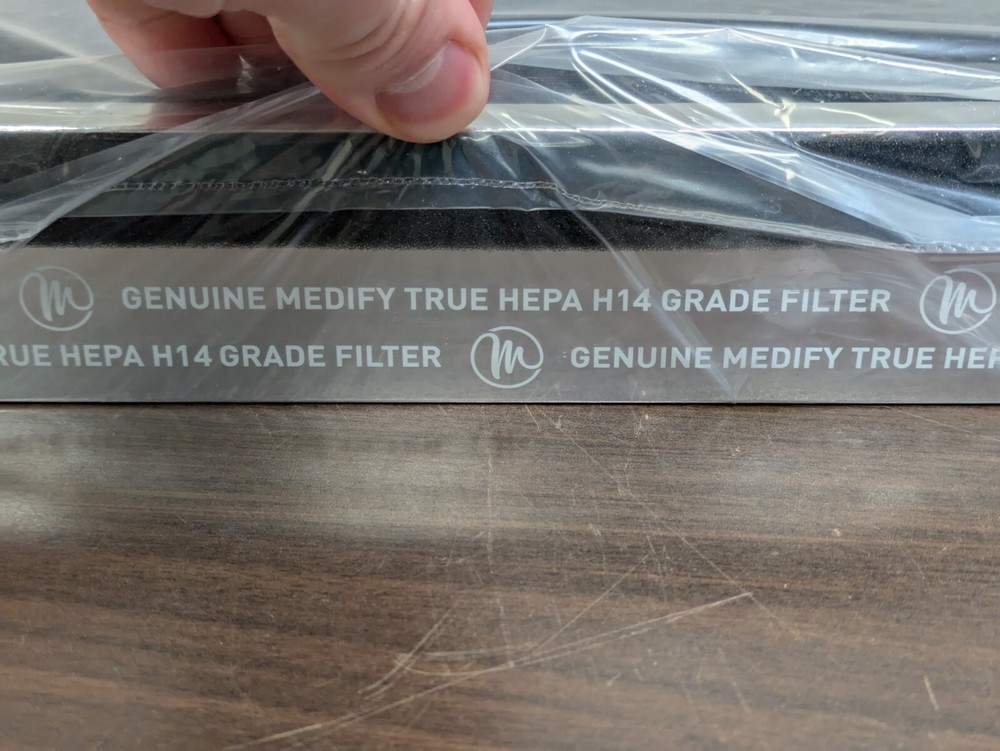 GENUINE MEDIFY TRUE HEPA H14 GRADE FILTER
RUE HEPA H14 GRADE FILTER M GENUINE MEDIFY TRUE HEP